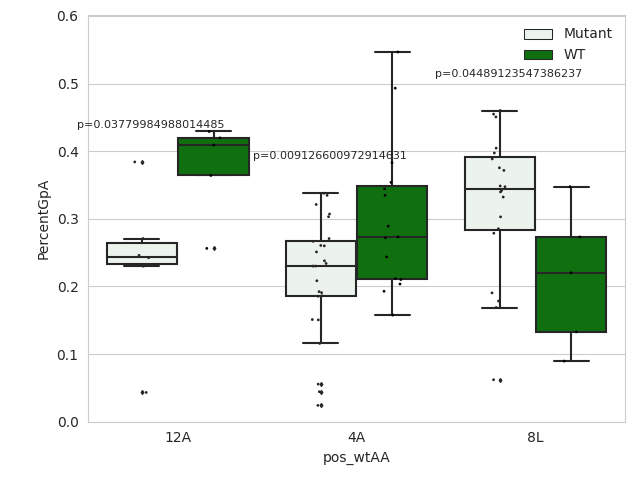 0.6
Mutant
WT
0.5
p=0.04489123547386237
p=0.03779984988014485
0.4
p=0.009126600972914631
0.3
0.2
0.1
0.0
PercentGpA
12A
4A
8L
pos_wtAA